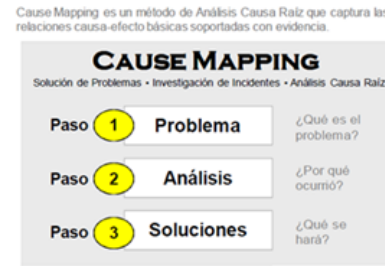 Cause Mapping es un método de Análisis Causa Raíz que captura las
relaciones causa-efecto básicas soportadas con evidencia.
CAUSE MAPPING
Solución de Problemas • Investigación de Incidentes • Análisis Causa Raíz
Paso 1 Problema ¿Qué es el
problema?
Paso 2 Análisis ¿Por qué
ocurrió?
Paso 3 Soluciones ¿Qué se
hará?